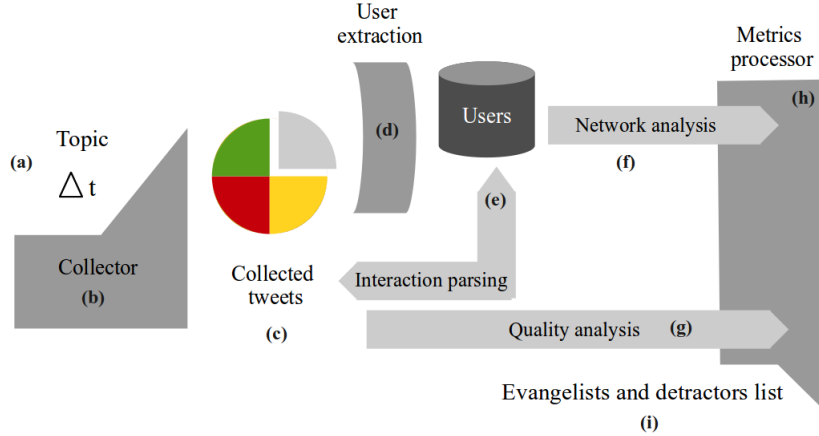 User
extraction
Metrics
processor
(h)
(d)
Users
Network analysis
(f)
Topic
(a)
Δ t
(e)
Collector
(b)
Collected
tweets
(c)
Interaction parsing
Quality analysis (g)
Evangelists and detractors list
(i)